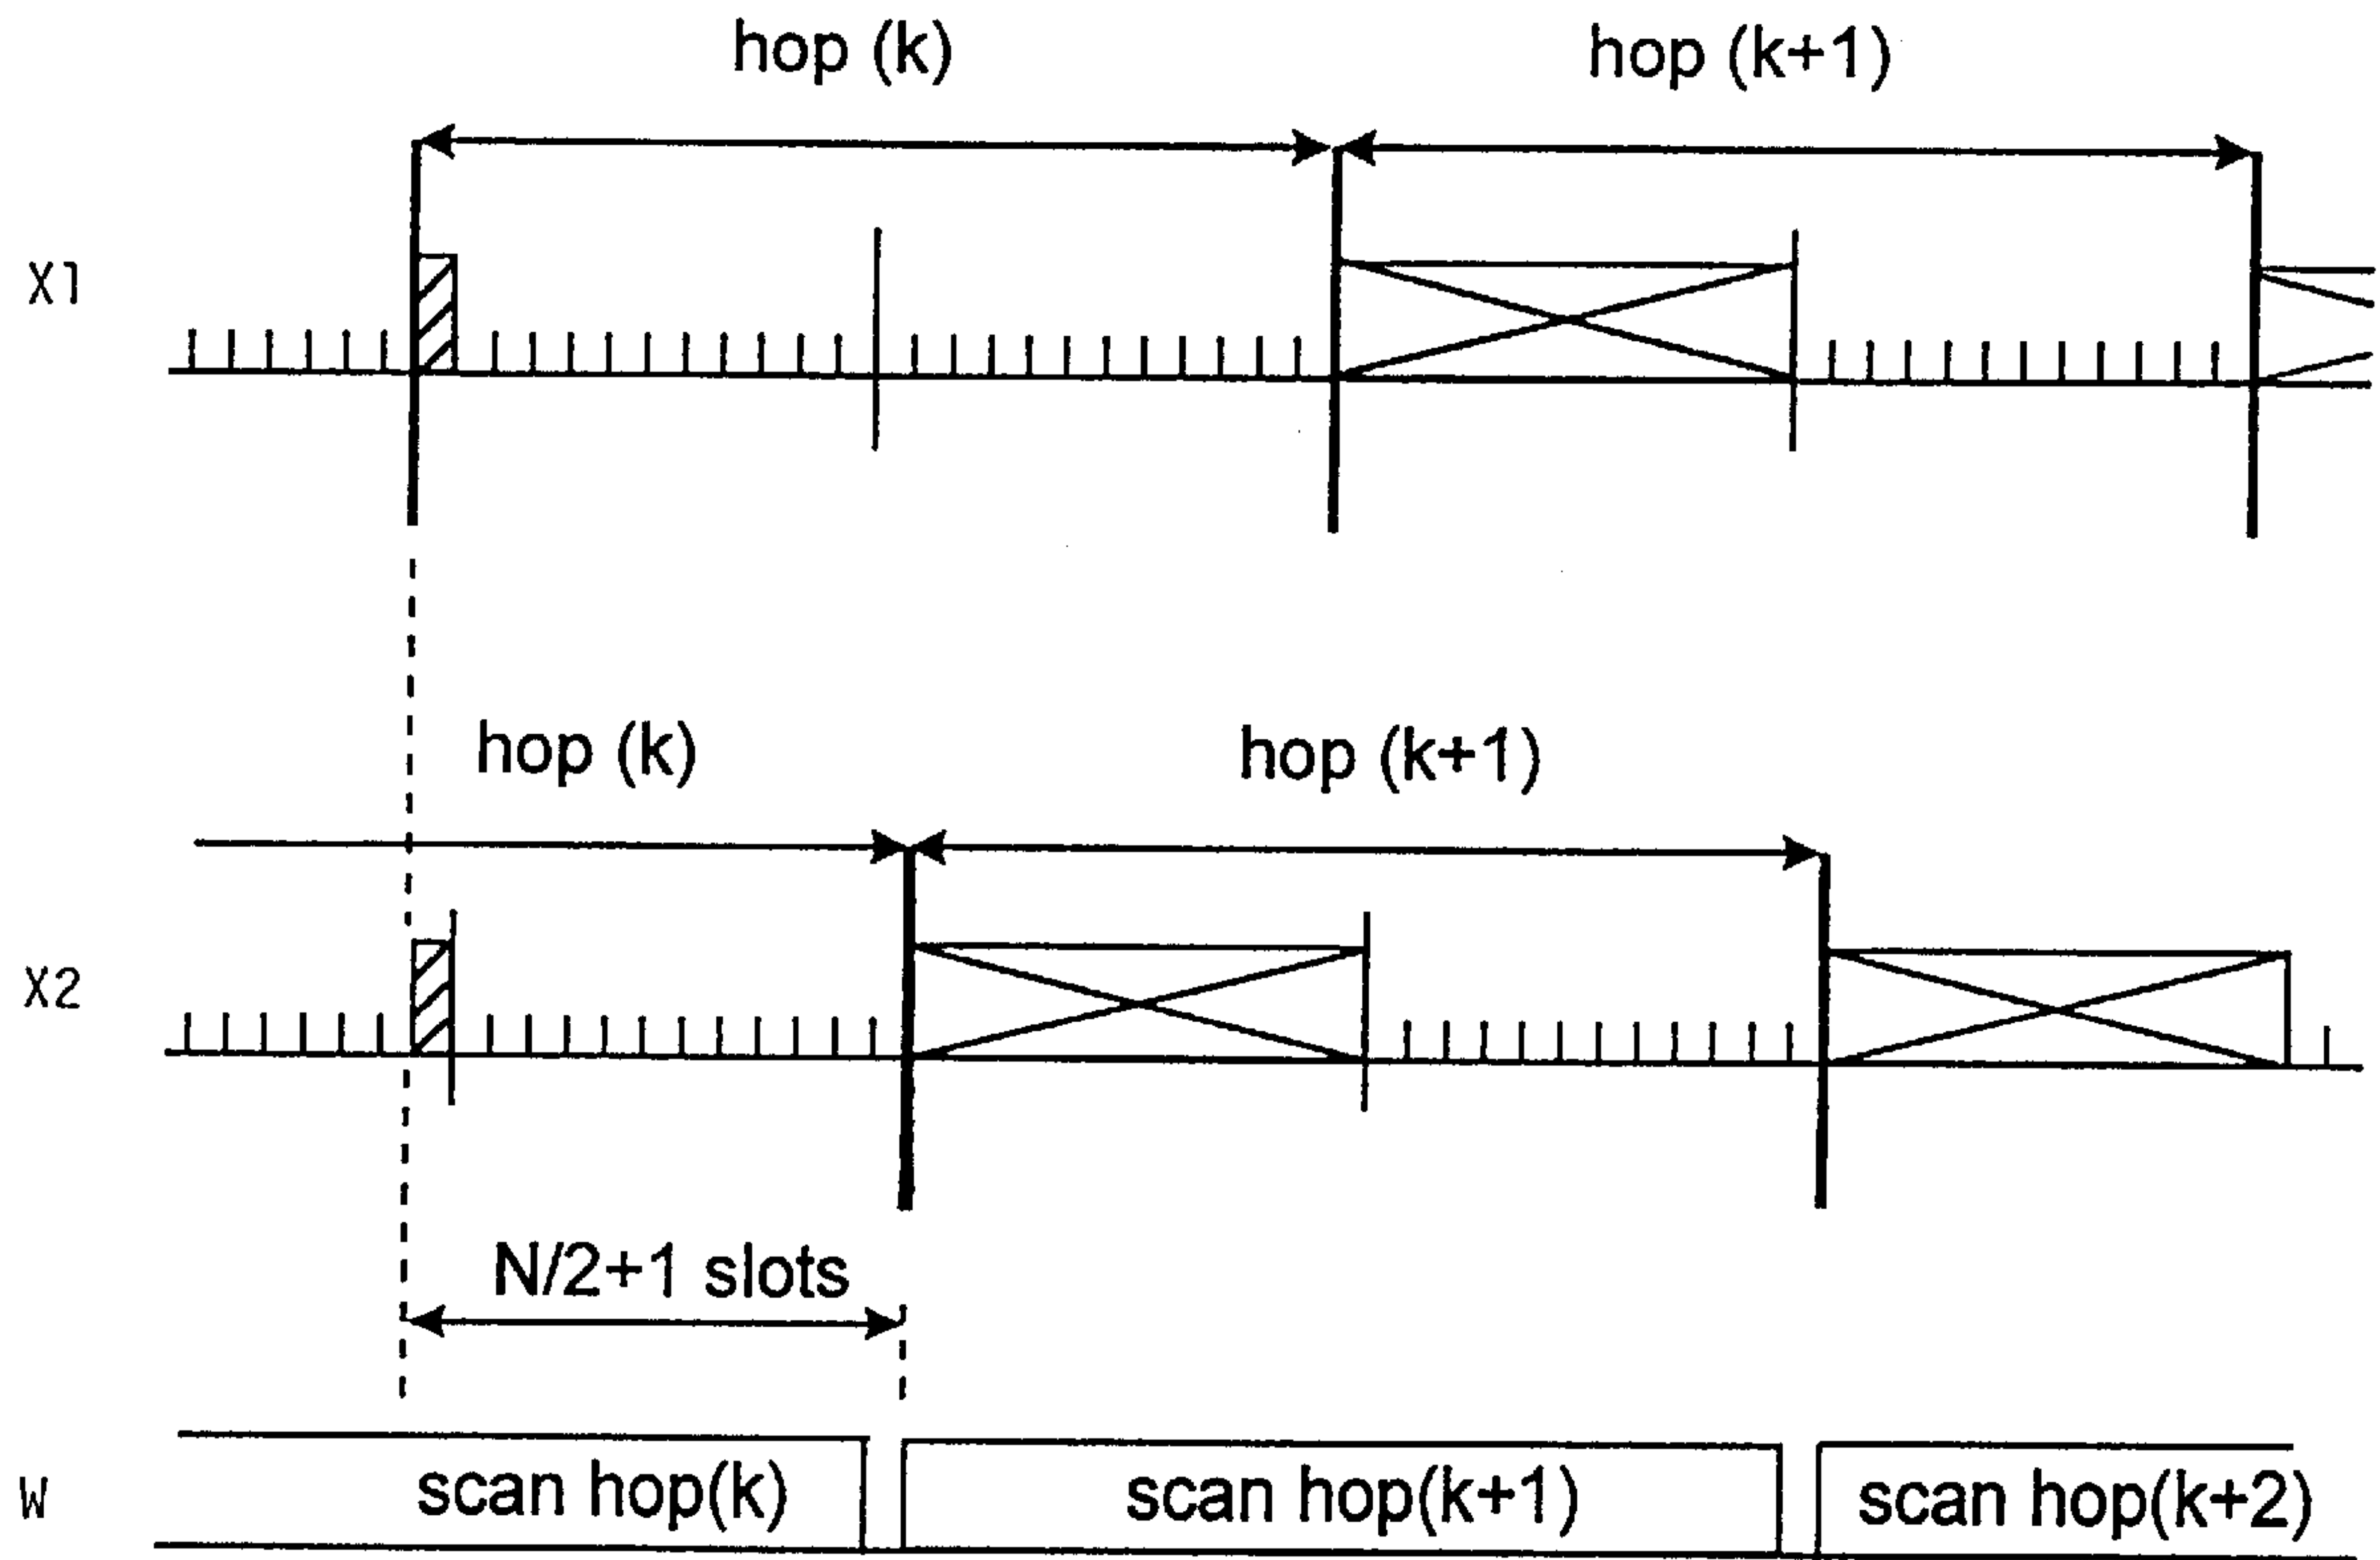 hop (k)
hop (k+1)
X1
hop (k)
hop (k+1)
X2
N/2+1 slots
W
scan hop(k)
scan hop(k+1)
scan hop(k+2)